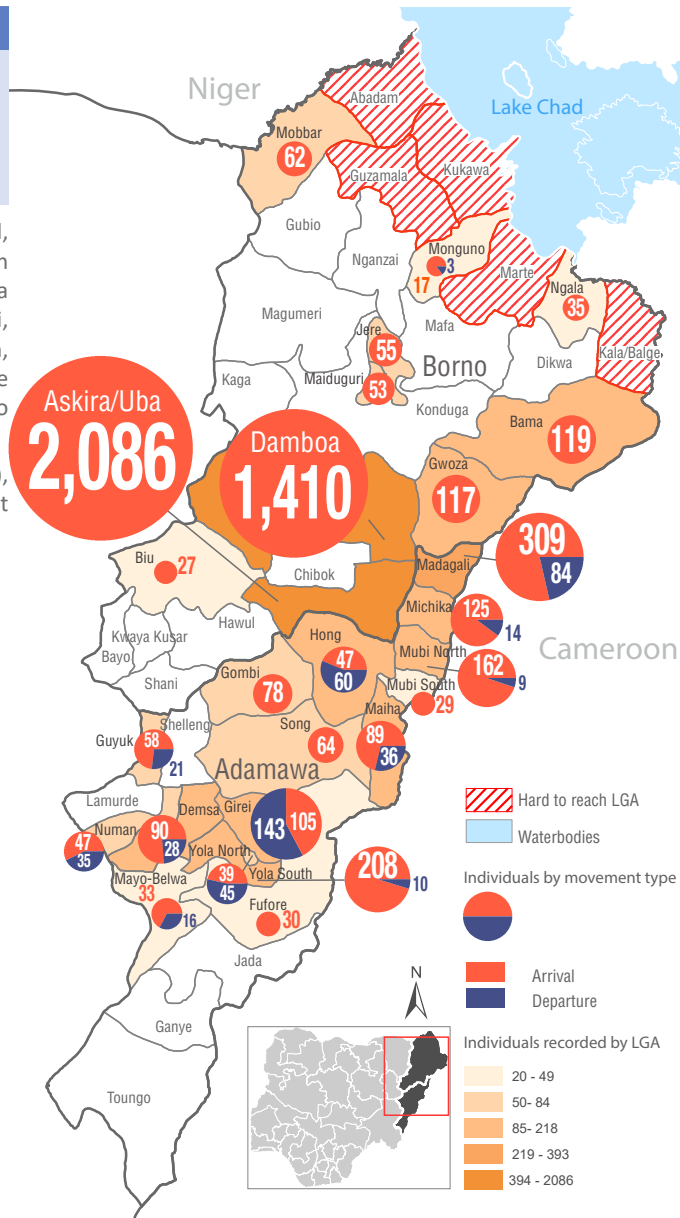 Niger
Lake Chad
Abadam
Mobbar
62
Guzamala
Kukawa
Gubio
Nganzai
Monguno
3
17
Marte
Ngala
35
Magumeri
Mafa
Jere
55
Borno
Dikwa
Kala/Balge
Kaga
Maiduguri
53
Konduga
Askira/Uba
2,086
Damboa
1,410
Bama
119
Gwoza
117
309
84
Biu
27
Chibok
Madagali
Michika
125
14
Hawul
Kwaya Kusar
Bayo
Shani
Hong
47
60
Mubi North
162
9
Cameroon
Gombi
78
Mubi South
29
Maiha
89
36
Shelleng
Guyuk
58
21
Song
64
Adamawa
Lamurde
Demsa
Girei
143
105
Numan
90
28
47
35
Yola North
Yola South
208
10
Mayo-Belwa
33
16
39
45
Fufore
30
Jada
Ganye
Toungo
Hard to reach LGA
Waterbodies
Individuals by movement type
Arrival
Departure
N
Individuals recorded by LGA
20 - 49
50- 84
85- 218
219 - 393
394 - 2086